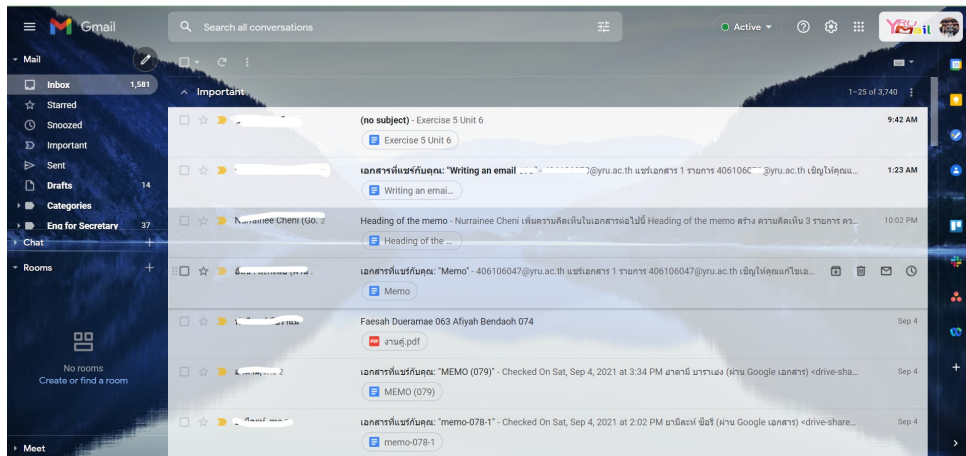 Gmail
Search all conversations
Active
YRU Mail
Mail
Inbox 1,581
Starred
Snoozed
Important
Sent
Drafts 14
Categories
Eng for Secretary 37
Chat
Rooms
No rooms
Create or find a room
Meet
Important 1–25 of 3,740
(no subject) - Exercise 5 Unit 6 9:42 AM
Exercise 5 Unit 6
เอกสารที่แชร์กับคุณ: "Writing an email @yru.ac.th แชร์เอกสาร 1 รายการ @yru.ac.th เชิญให้คุณแ... 1:23 AM
Writing an emai...
Nurrainee Cheni (Go. 2 Heading of the memo - Nurrainee Cheni เพิ่มความคิดเห็นในเอกสารต่อไปนี้ Heading of the memo สร้าง ความคิดเห็น 3 รายการ คว... 10:02 PM
Heading of the ...
เอกสารที่แชร์กับคุณ: "Memo" - 406106047@yru.ac.th แชร์เอกสาร 1 รายการ 406106047@yru.ac.th เชิญให้คุณแก้ไขเอ...
Memo
Faesah Dueramae 063 Afiyah Bendaoh 074 Sep 4
PDF งานคู่.pdf
เอกสารที่แชร์กับคุณ: "MEMO (079)" - Checked On Sat, Sep 4, 2021 at 3:34 PM อาดามี บาราเฮง (ผ่าน Google เอกสาร) <drive-sha... Sep 4
MEMO (079)
เอกสารที่แชร์กับคุณ: "memo-078-1" - Checked On Sat, Sep 4, 2021 at 2:02 PM (ผ่าน Google เอกสาร) <drive-share... Sep 4
memo-078-1